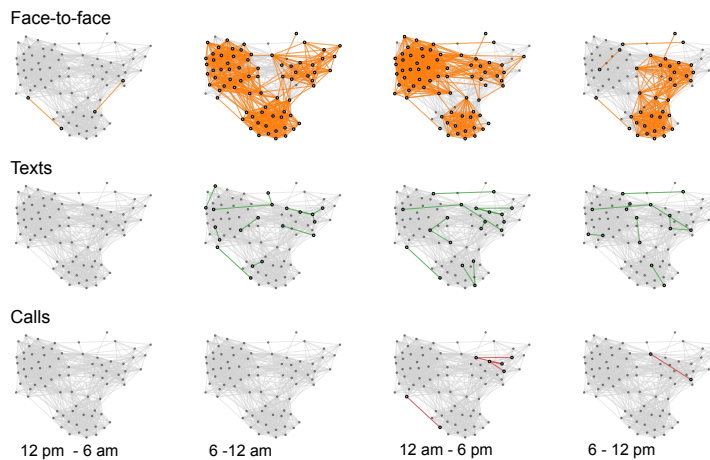 Face-to-face
Texts
Calls
12 pm - 6 am
6 -12 am
12 am - 6 pm
6 - 12 pm